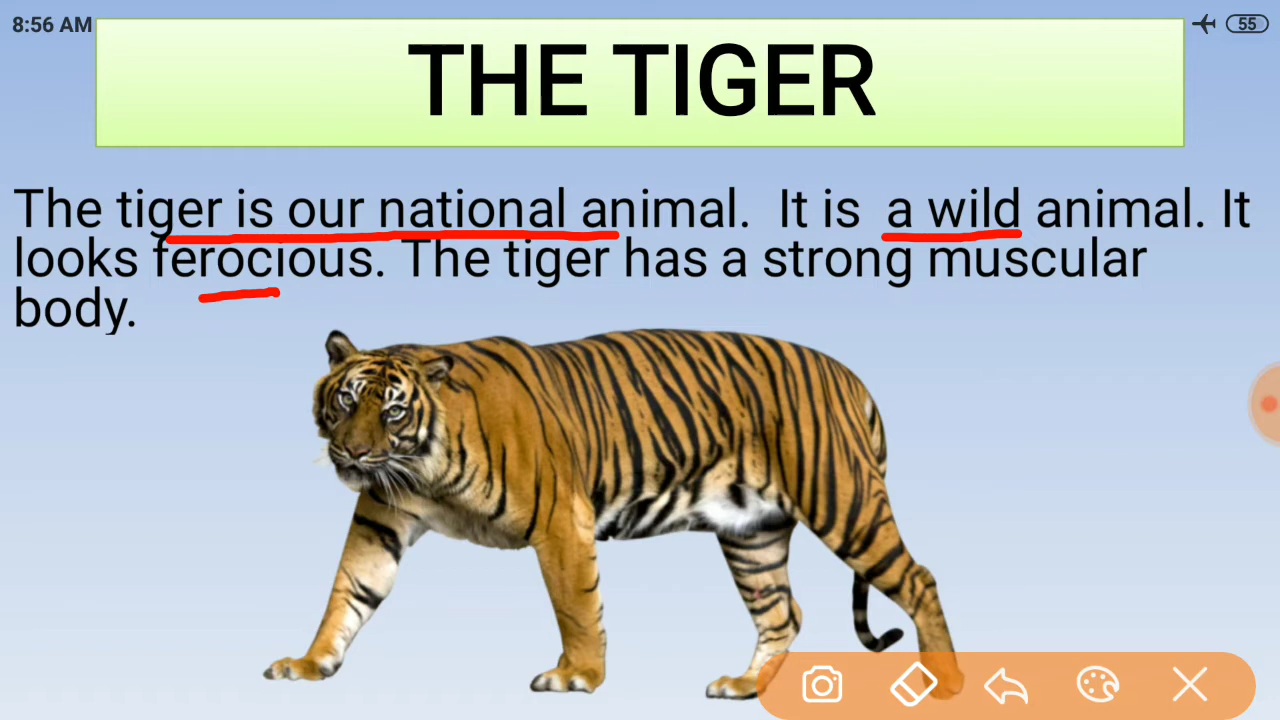 8:56 AM
55
THE TIGER
The tiger is our national animal. It is a wild animal. It
looks ferocious. The tiger has a strong muscular
body.